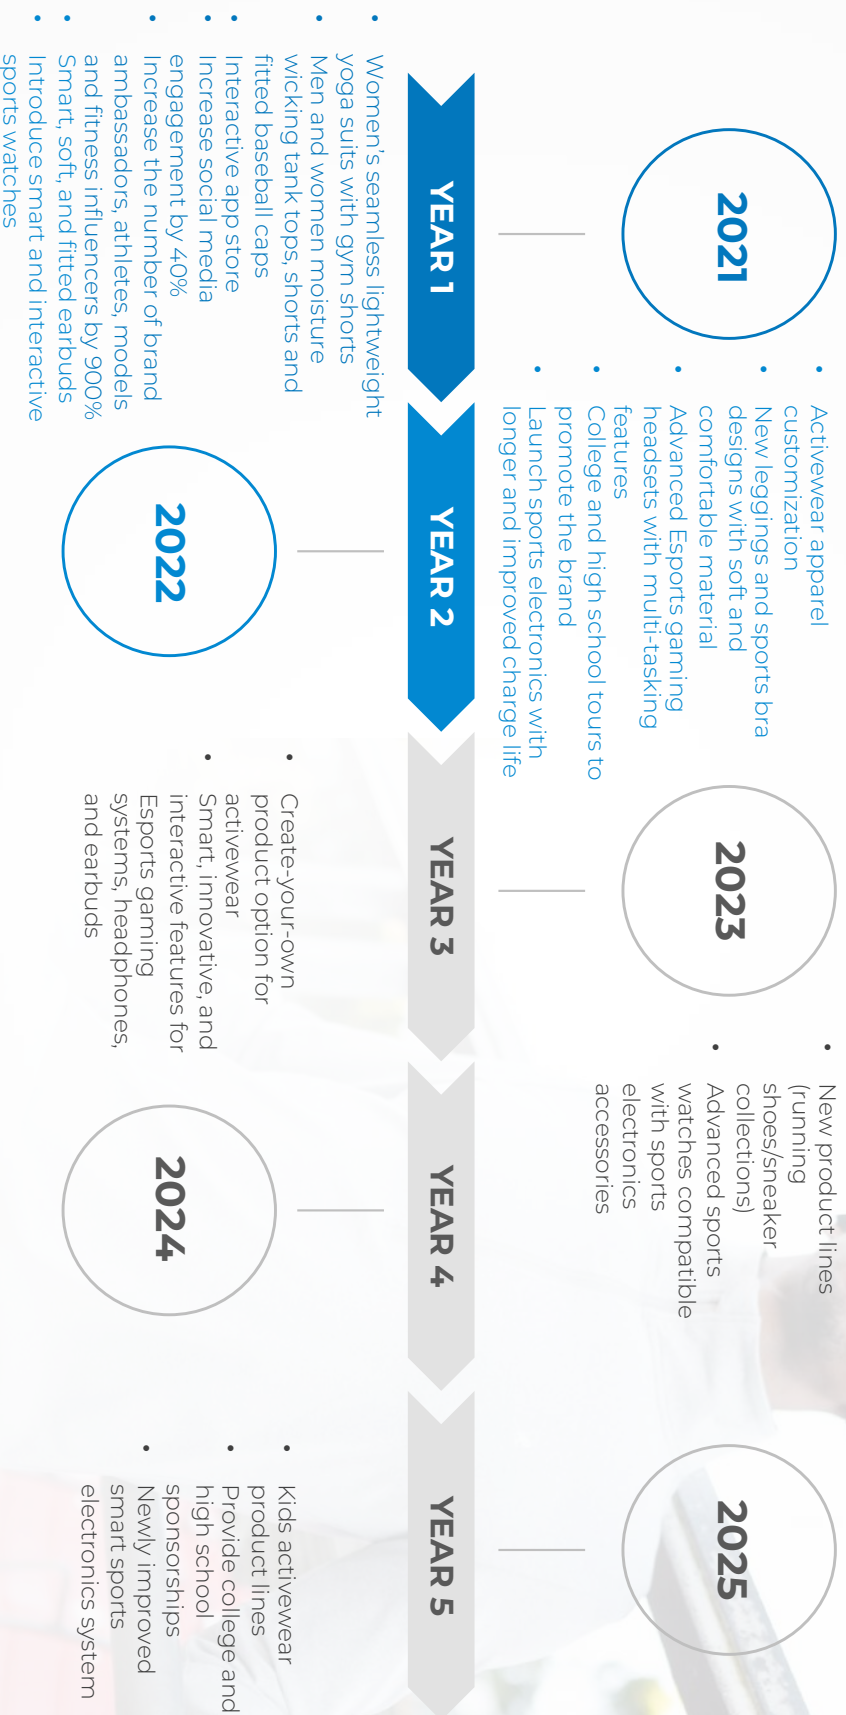 2021
YEAR 1
Women's seamless lightweight
yoga suits with gym shorts
Men and women moisture
wicking tank tops, shorts and
fitted baseball caps
Interactive app store
Increase social media
engagement by 40%
Increase the number of brand
ambassadors, athletes, models
and fitness influencers by 900%
Smart, soft, and fitted earbuds
Introduce smart and interactive
sports watches
Activewear apparel
customization
New leggings and sports bra
designs with soft and
comfortable material
Advanced Esports gaming
headsets with multi-tasking
features
College and high school tours to
promote the brand
Launch sports electronics with
longer and improved charge life
YEAR 2
2022
2023
YEAR 3
Create-your-own
product option for
activewear
Smart, innovative, and
interactive features for
Esports gaming
systems, headphones,
and earbuds
New product lines
(running
shoes/sneaker
collections)
Advanced sports
watches compatible
with sports
electronics
accessories
YEAR 4
2024
2025
YEAR 5
Kids activewear
product lines
Provide college and
high school
sponsorships
Newly improved
smart sports
electronics system